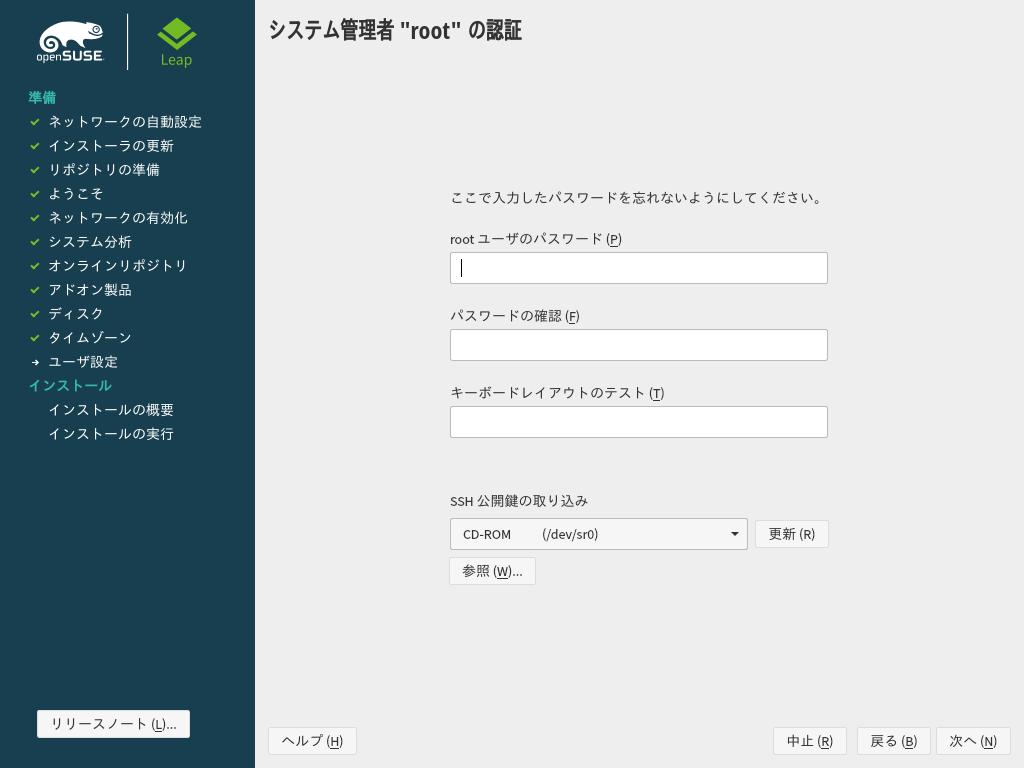 openSUSE
Leap
準備
ネットワークの自動設定
インストーラの更新
リポジトリの準備
ようこそ
ネットワークの有効化
システム分析
オンラインリポジトリ
アドオン製品
ディスク
タイムゾーン
ユーザ設定
インストール
インストールの概要
インストールの実行
リリースノート (L)...
システム管理者 "root" の認証
ここで入力したパスワードを忘れないようにしてください。
root ユーザのパスワード (P)
パスワードの確認 (F)
キーボードレイアウトのテスト (T)
SSH 公開鍵の取り込み
CD-ROM (/dev/sr0) 更新 (R)
参照 (W)...
ヘルプ (H) 中止 (R) 戻る (B) 次へ (N)